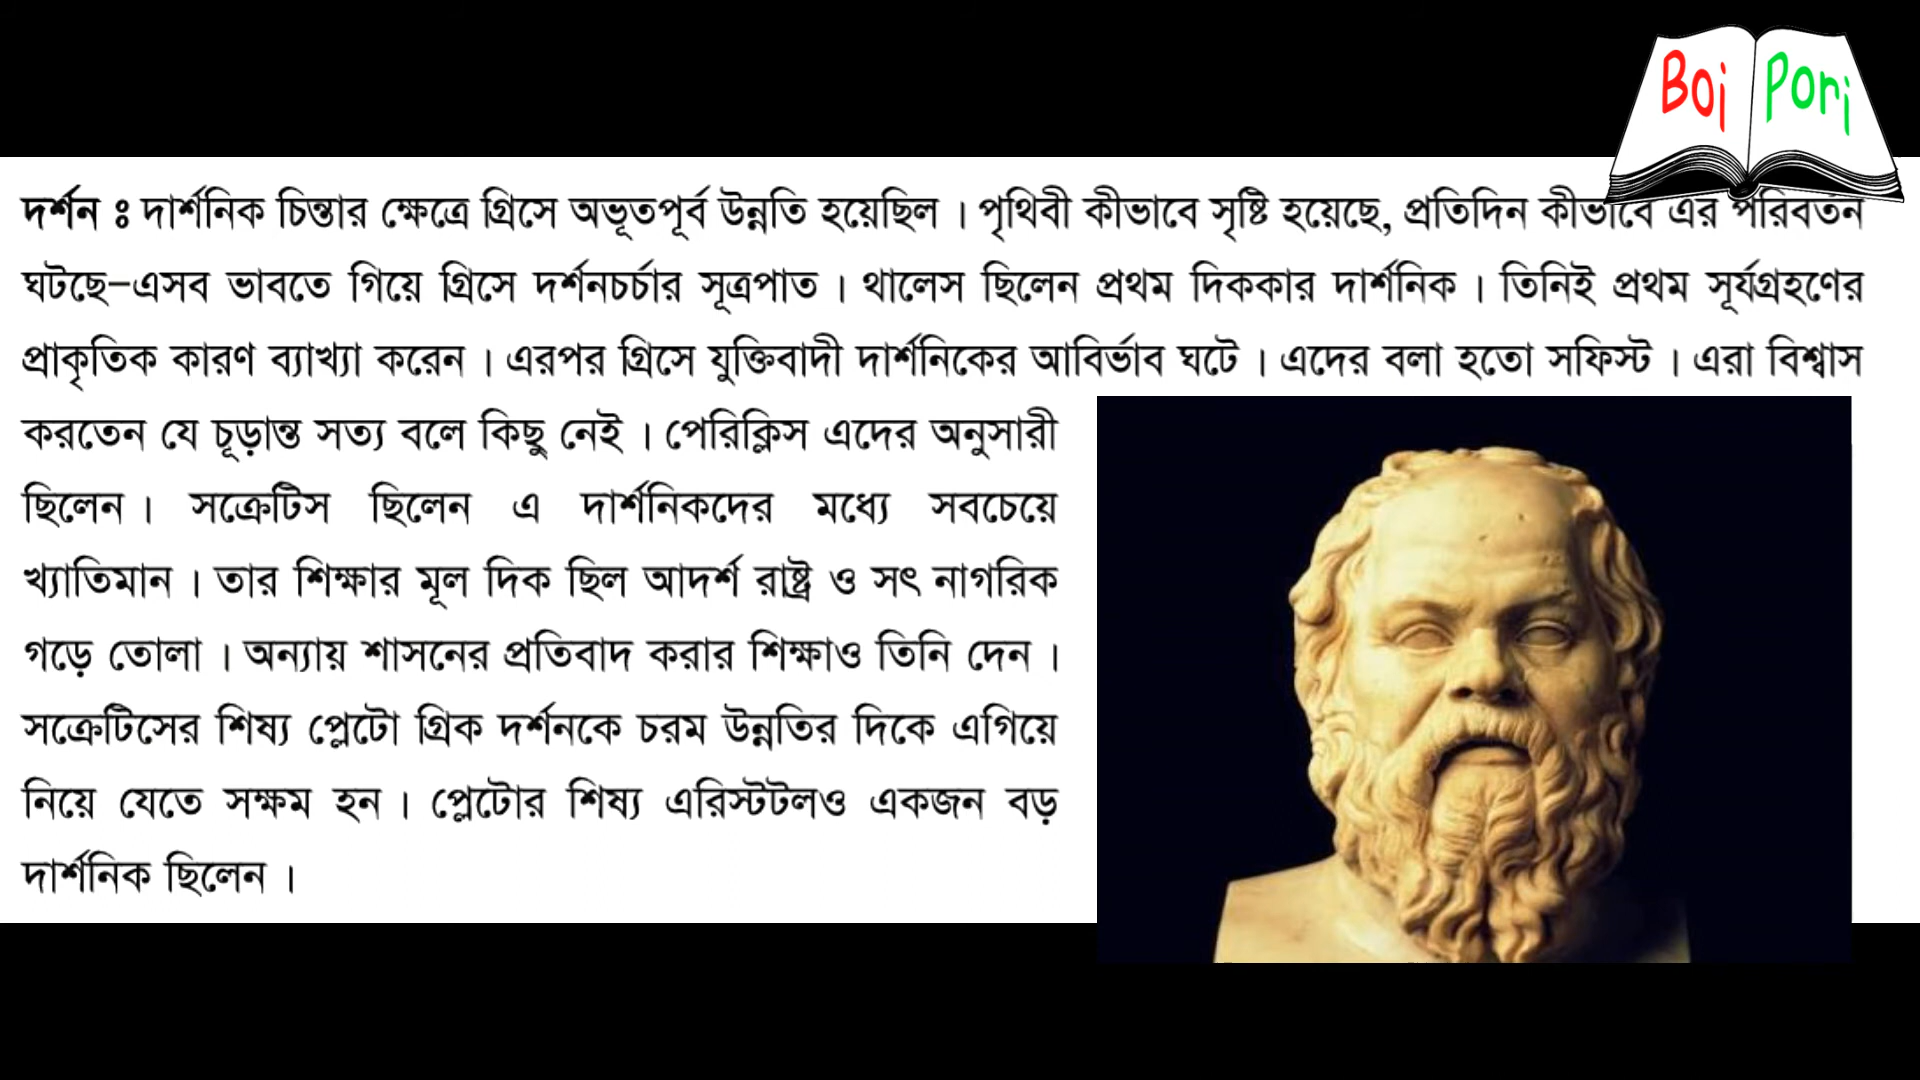 Boi Pori
দর্শন ঃ দার্শনিক চিন্তার ক্ষেত্রে গ্রিসে অভূতপূর্ব উন্নতি হয়েছিল । পৃথিবী কীভাবে সৃষ্টি হয়েছে, প্রতিদিন কীভাবে এর পরিবর্তন
ঘটছে–এসব ভাবতে গিয়ে গ্রিসে দর্শনচর্চার সূত্রপাত । থালেস ছিলেন প্রথম দিককার দার্শনিক । তিনিই প্রথম সূর্যগ্রহণের
প্রাকৃতিক কারণ ব্যাখ্যা করেন । এরপর গ্রিসে যুক্তিবাদী দার্শনিকের আবির্ভাব ঘটে । এদের বলা হতো সফিস্ট । এরা বিশ্বাস
করতেন যে চূড়ান্ত সত্য বলে কিছু নেই । পেরিক্লিস এদের অনুসারী
ছিলেন । সক্রেটিস ছিলেন এ দার্শনিকদের মধ্যে সবচেয়ে
খ্যাতিমান । তার শিক্ষার মূল দিক ছিল আদর্শ রাষ্ট্র ও সৎ নাগরিক
গড়ে তোলা । অন্যায় শাসনের প্রতিবাদ করার শিক্ষাও তিনি দেন ।
সক্রেটিসের শিষ্য প্লেটো গ্রিক দর্শনকে চরম উন্নতির দিকে এগিয়ে
নিয়ে যেতে সক্ষম হন । প্লেটোর শিষ্য এরিস্টটলও একজন বড়
দার্শনিক ছিলেন ।